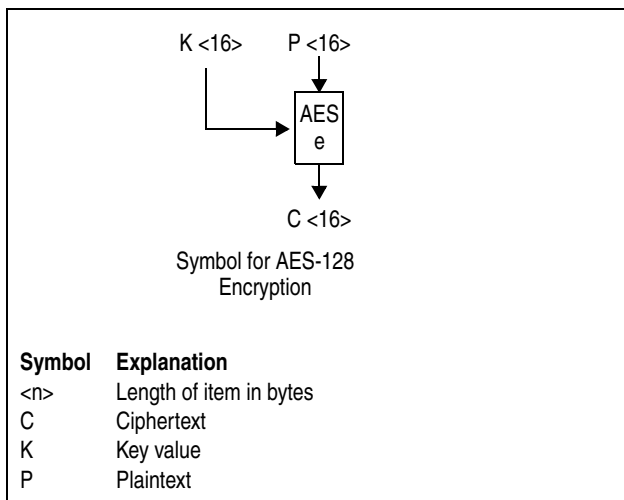 K <16> P <16>
AES
e
C <16>
Symbol for AES-128
Encryption
Symbol Explanation
<n> Length of item in bytes
C Ciphertext
K Key value
P Plaintext